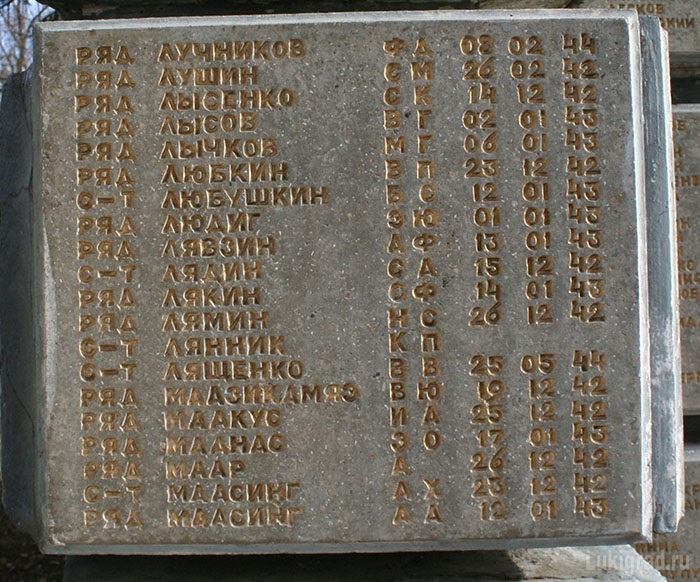 РЯД ЛУЧНИКОВ Ф Д 08 02 44
РЯД ЛУШИН С М 26 02 42
РЯД ЛЫСЕНКО С К 14 12 42
РЯД ЛЫСОВ В Г 02 01 43
РЯД ЛЫЧКОВ М Г 06 01 43
РЯД ЛЮБКИН В П 23 12 42
С-Т ЛЮБУШКИН Б С 12 01 43
РЯД ЛЮДИГ Э Ю 01 01 43
РЯД ЛЯВЗИН А Ф 13 01 43
С-Т ЛЯДИН С А 15 12 42
РЯД ЛЯКИН С Ф 14 01 43
РЯД ЛЯМИН Н С 26 12 42
С-Т ЛЯННИК К П
С-Т ЛЯЩЕНКО В В 25 05 44
РЯД МААЗИКАМЯЭ В Ю 19 12 42
РЯД МААКУС И А 25 12 42
РЯД МААНАС Э О 17 01 43
РЯД МААР А 26 12 42
С-Т МААСИНГ А Х 23 12 42
РЯД МААСИНГ А А 12 01 43
Lukigrad.ru